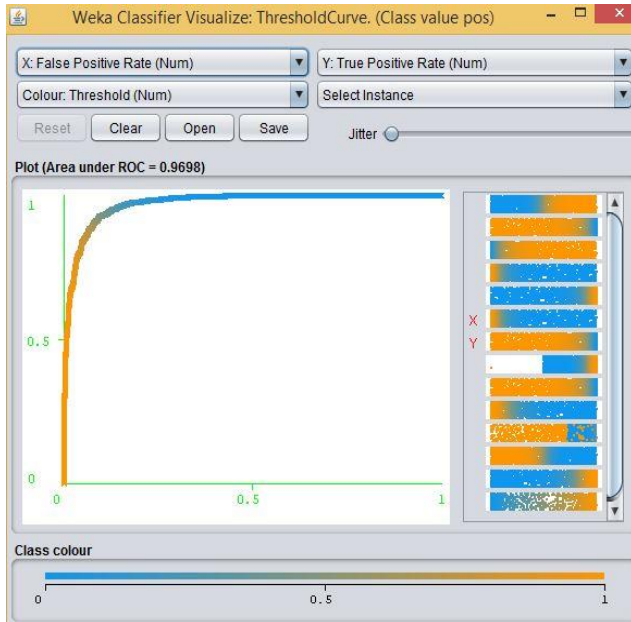 Weka Classifier Visualize: ThresholdCurve. (Class value pos)
X: False Positive Rate (Num)
Y: True Positive Rate (Num)
Colour: Threshold (Num)
Select Instance
Reset
Clear
Open
Save
Jitter
Plot (Area under ROC = 0.9698)
1
0.5
0
0
0.5
1
X
Y
Class colour
0
0.5
1